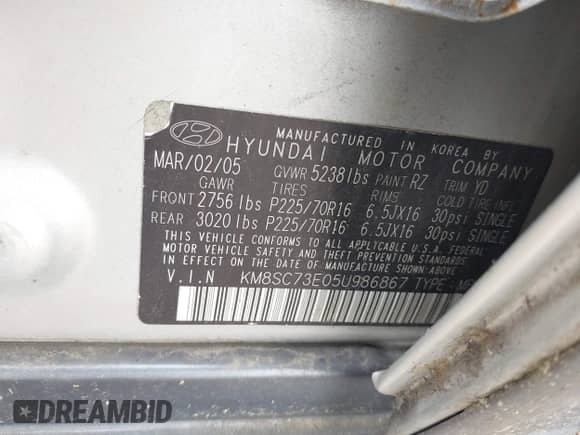 MANUFACTURED IN KOREA BY
HYUNDAI MOTOR COMPANY
MAR/02/05 GVWR 5238lbs PAINT RZ TRIM YD
GAWR TIRES RIMS COLD TIRE INFL
FRONT 2756 lbs P225/70R16 6.5JX16 30psi SINGLE
REAR 3020 lbs P225/70R16 6.5JX16 30psi SINGLE
THIS VEHICLE CONFORMS TO ALL APPLICABLE U.S.A FEDERAL
MOTOR VEHICLE SAFETY AND THEFT PREVENTION STANDARDS
IN EFFECT ON THE DATE OF MANUFACTURE SHOWN ABOVE.
V.I.N KM8SC73E05U986867 TYPE:
DREAMBID